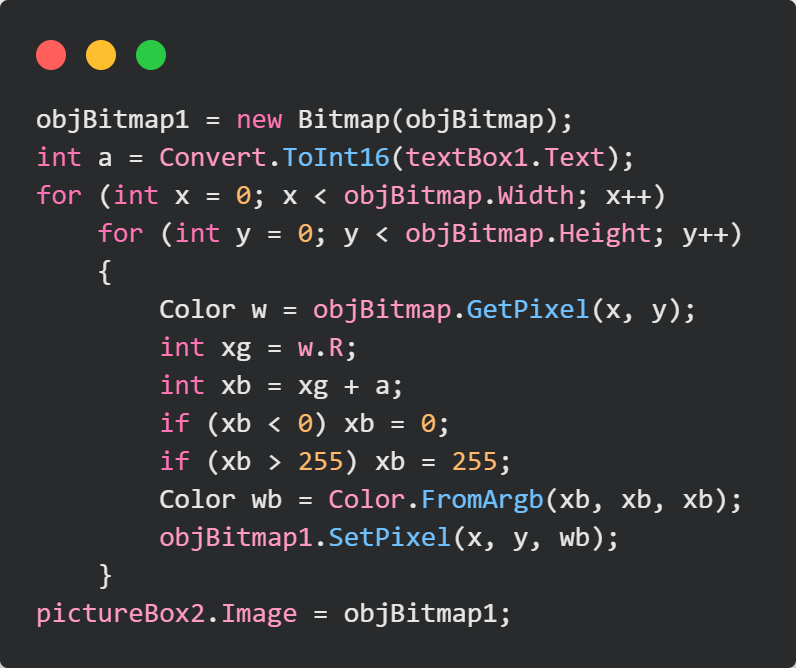 objBitmap1 = new Bitmap(objBitmap);
int a = Convert.ToInt16(textBox1.Text);
for (int x = 0; x < objBitmap.Width; x++)
    for (int y = 0; y < objBitmap.Height; y++)
    {
        Color w = objBitmap.GetPixel(x, y);
        int xg = w.R;
        int xb = xg + a;
        if (xb < 0) xb = 0;
        if (xb > 255) xb = 255;
        Color wb = Color.FromArgb(xb, xb, xb);
        objBitmap1.SetPixel(x, y, wb);
    }
pictureBox2.Image = objBitmap1;